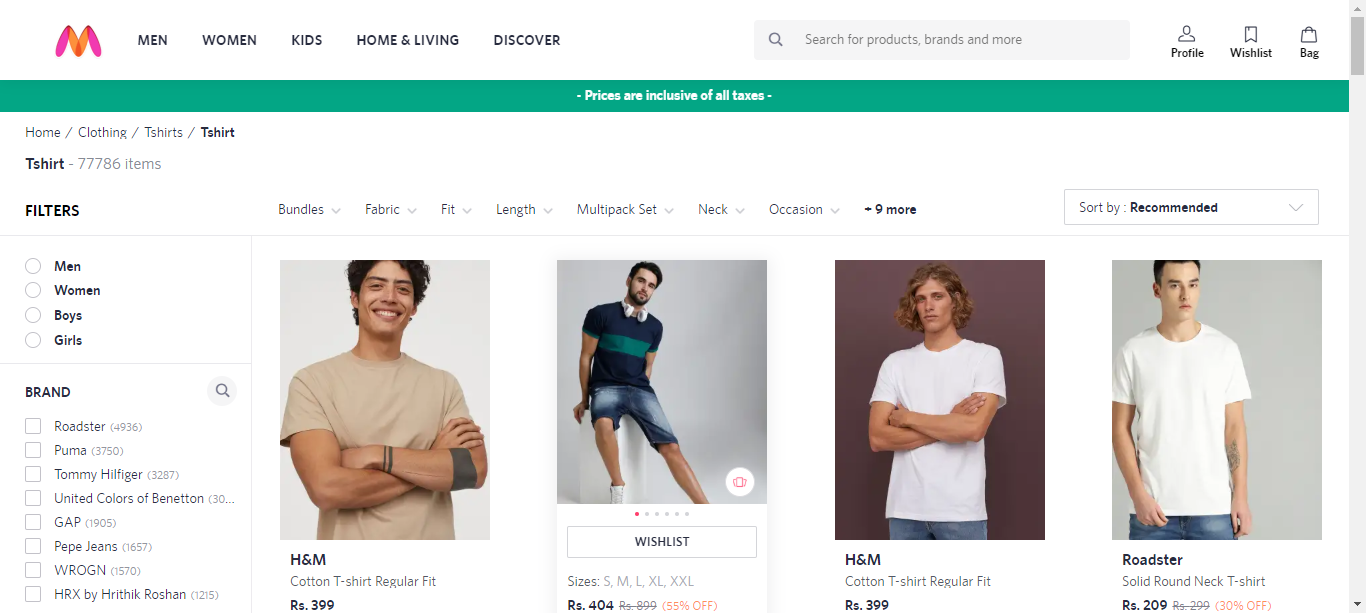 MEN WOMEN KIDS HOME & LIVING DISCOVER
Search for products, brands and more
Profile Wishlist Bag
- Prices are inclusive of all taxes -
Home / Clothing / Tshirts / Tshirt
Tshirt - 77786 items
FILTERS
Bundles Fabric Fit Length Multipack Set Neck Occasion + 9 more
Sort by : Recommended
Men
Women
Boys
Girls
BRAND
Roadster (4936)
Puma (3750)
Tommy Hilfiger (3287)
United Colors of Benetton (30...
GAP (1905)
Pepe Jeans (1657)
WROGN (1570)
HRX by Hrithik Roshan (1215)
H&M
Cotton T-shirt Regular Fit
Rs. 399
WISHLIST
Sizes: S, M, L, XL, XXL
Rs. 404 Rs. 899 (55% OFF)
H&M
Cotton T-shirt Regular Fit
Rs. 399
Roadster
Solid Round Neck T-shirt
Rs. 209 Rs. 299 (30% OFF)